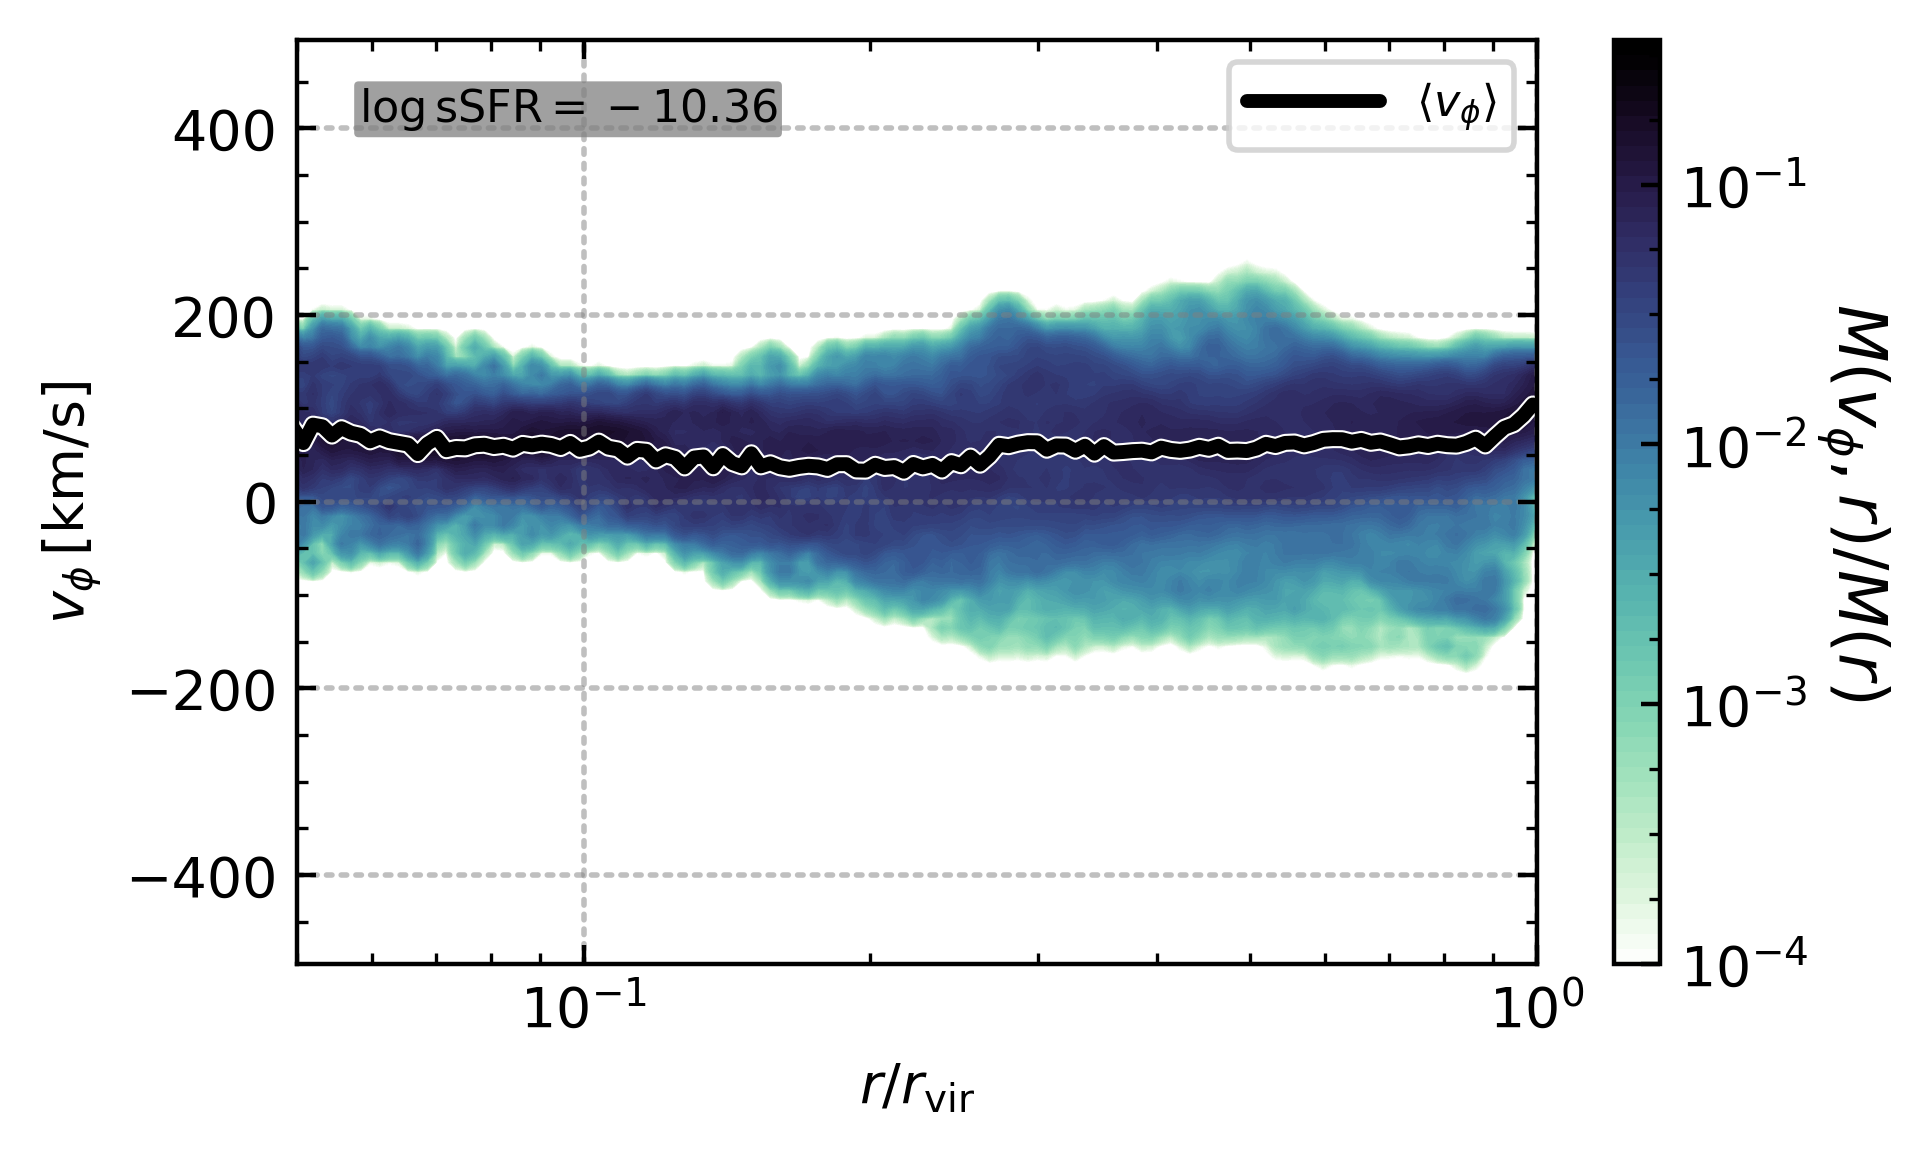 log sSFR = −10.36
⟨v_ϕ⟩
400
200
0
−200
−400
v_ϕ [km/s]
10^{−1}
10^{0}
r/r_vir
10^{−1}
10^{−2}
10^{−3}
10^{−4}
M(v_ϕ, r)/M(r)